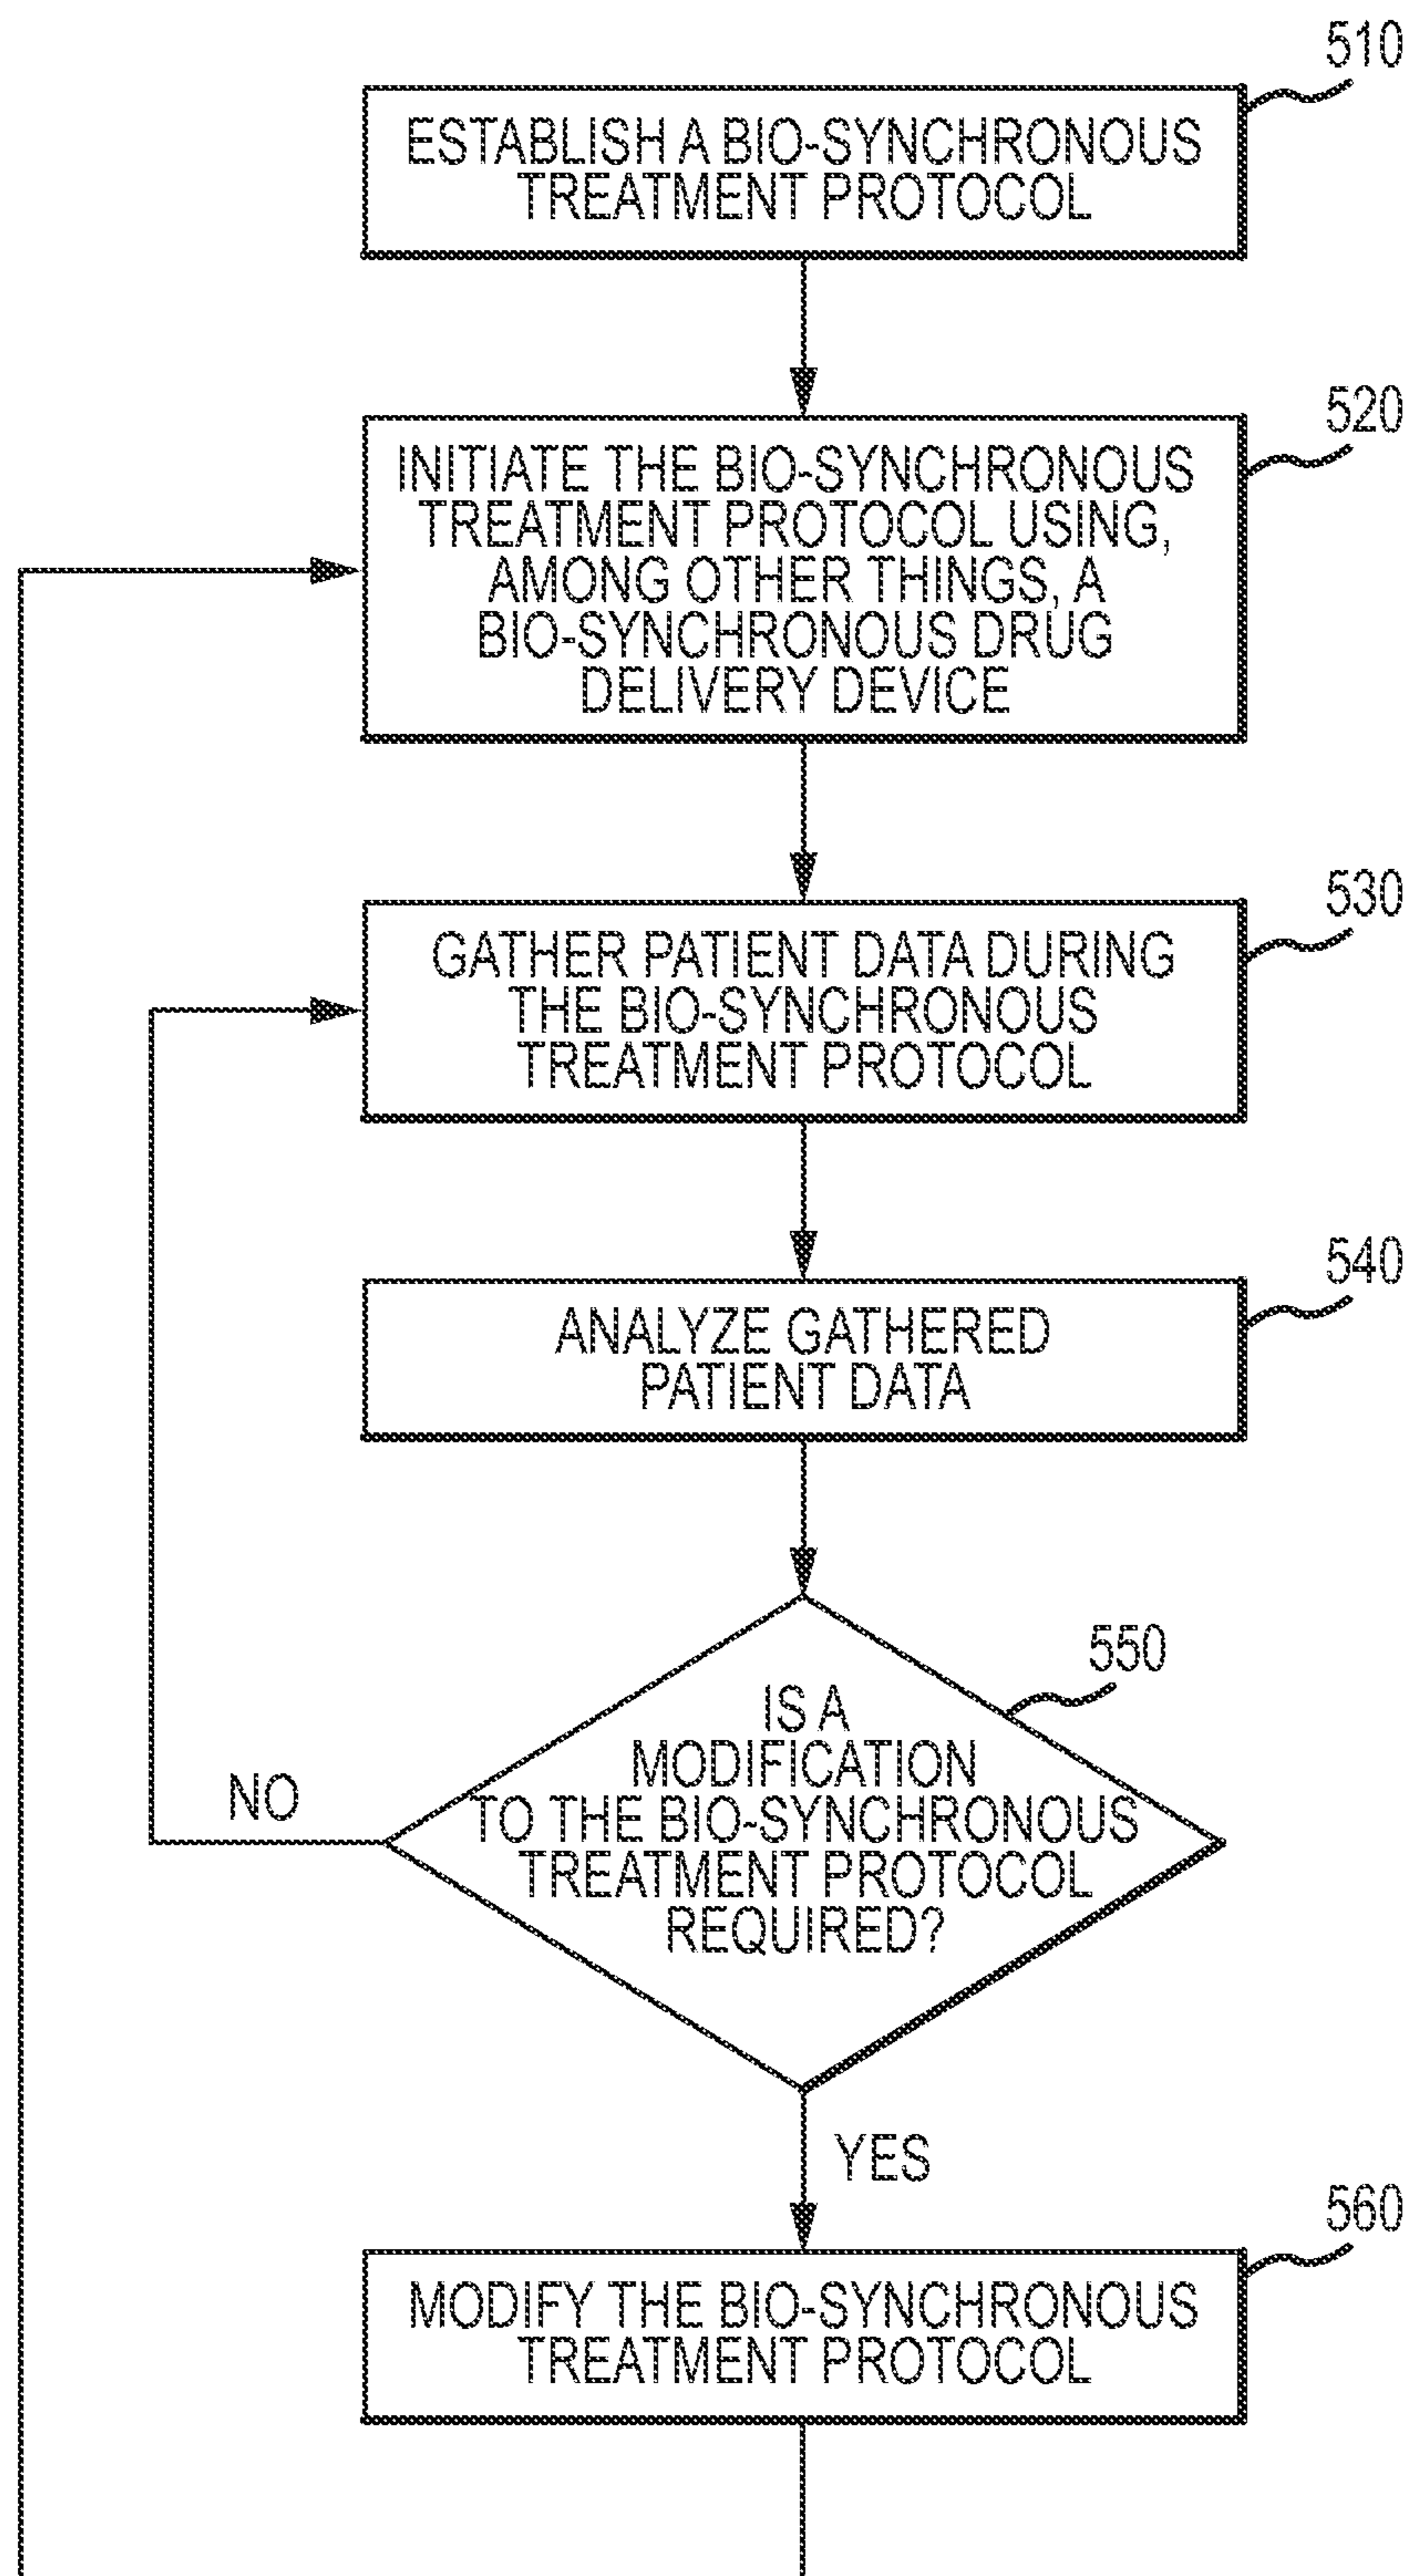 510
ESTABLISH A BIO-SYNCHRONOUS
TREATMENT PROTOCOL
520
INITIATE THE BIO-SYNCHRONOUS
TREATMENT PROTOCOL USING,
AMONG OTHER THINGS, A
BIO-SYNCHRONOUS DRUG
DELIVERY DEVICE
530
GATHER PATIENT DATA DURING
THE BIO-SYNCHRONOUS
TREATMENT PROTOCOL
540
ANALYZE GATHERED
PATIENT DATA
550
IS A
MODIFICATION
TO THE BIO-SYNCHRONOUS
TREATMENT PROTOCOL
REQUIRED?
NO
YES
560
MODIFY THE BIO-SYNCHRONOUS
TREATMENT PROTOCOL